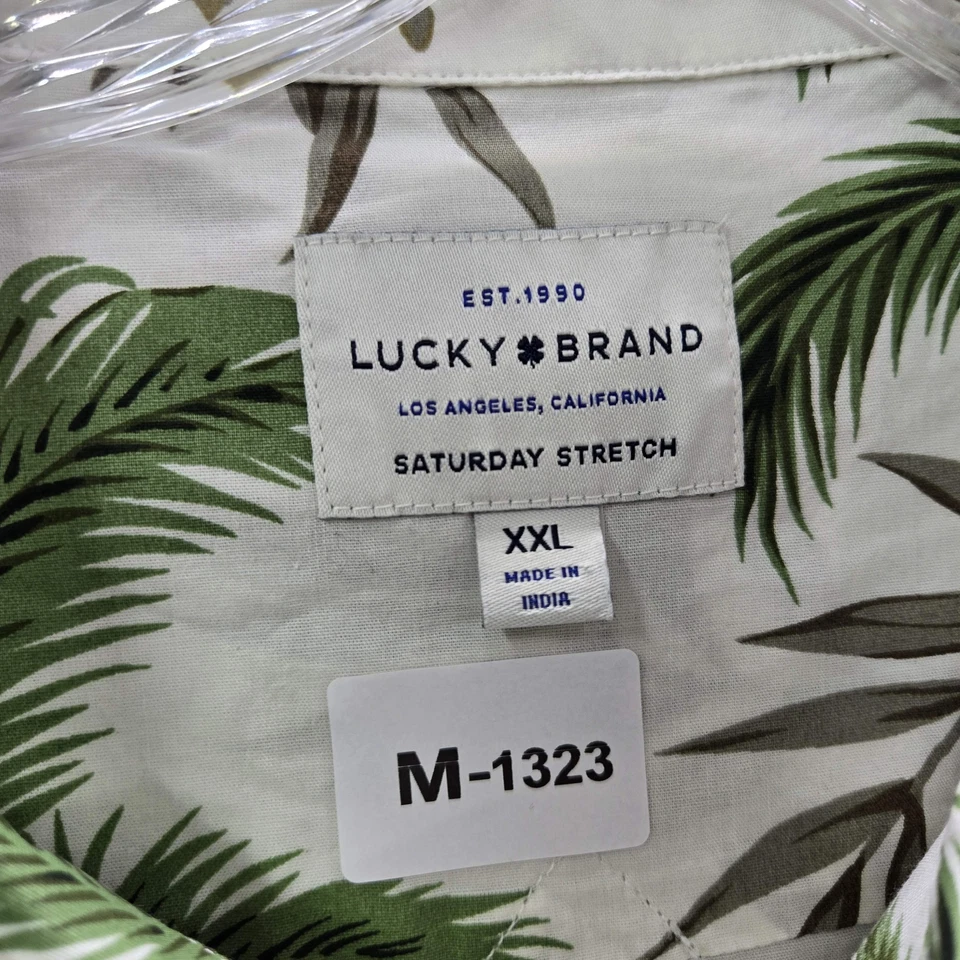 EST.1990
LUCKY BRAND
LOS ANGELES, CALIFORNIA
SATURDAY STRETCH
XXL
MADE IN
INDIA
M-1323